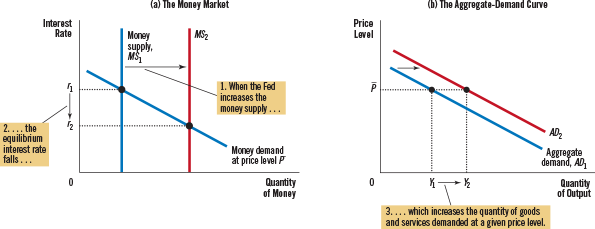 (a) The Money Market
Interest
Rate
Money
supply,
MS1
MS2
1. When the Fed
increases the
money supply . . .
r1
r2
2. . . . the
equilibrium
interest rate
falls . . .
Money demand
at price level P
0
Quantity
of Money
(b) The Aggregate-Demand Curve
Price
Level
P̅
AD2
Aggregate
demand, AD1
0
Y1
Y2
Quantity
of Output
3. . . . which increases the quantity of goods
and services demanded at a given price level.